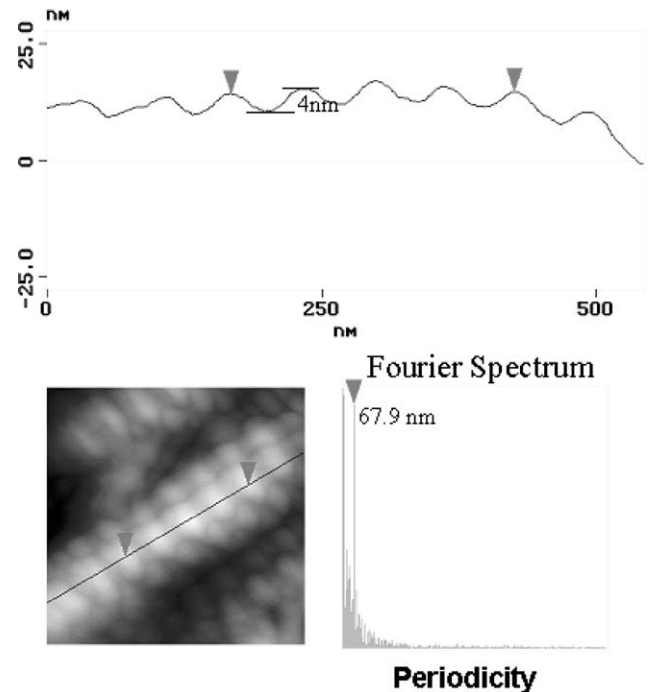 nM
25.0
4nm
0
-25.0
0 250 500
nM
Fourier Spectrum
67.9 nm
Periodicity